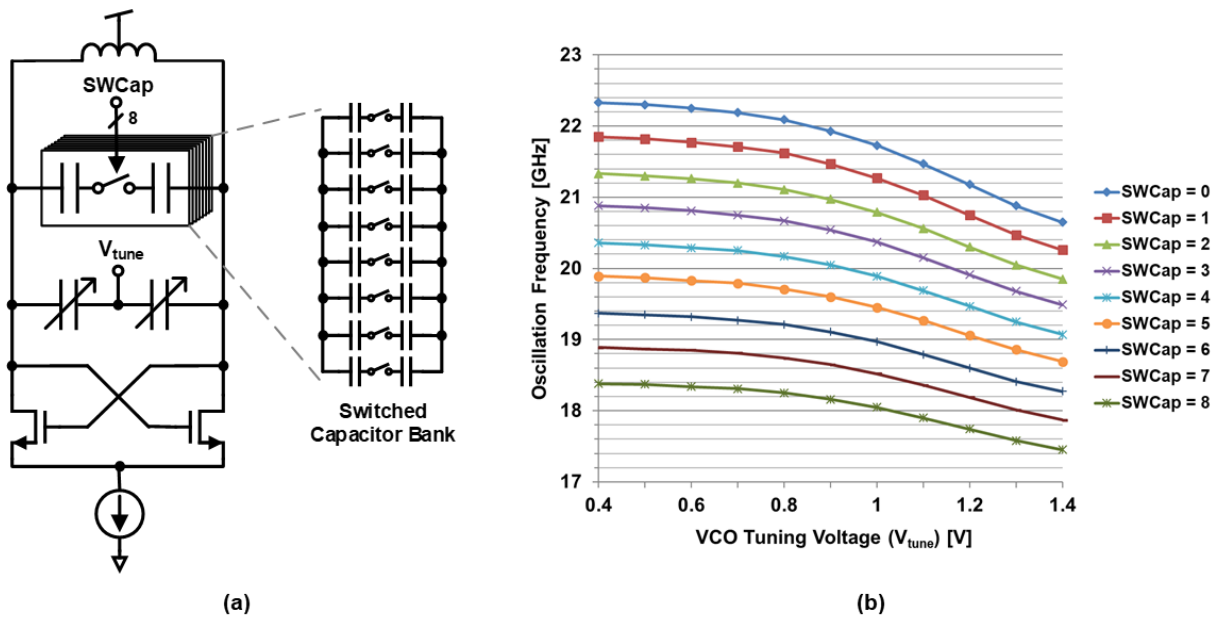 SWCap
8
Vtune
Switched
Capacitor Bank
(a)
Oscillation Frequency [GHz]
23
22
21
20
19
18
17
0.4 0.6 0.8 1 1.2 1.4
VCO Tuning Voltage (Vtune) [V]
SWCap = 0
SWCap = 1
SWCap = 2
SWCap = 3
SWCap = 4
SWCap = 5
SWCap = 6
SWCap = 7
SWCap = 8
(b)